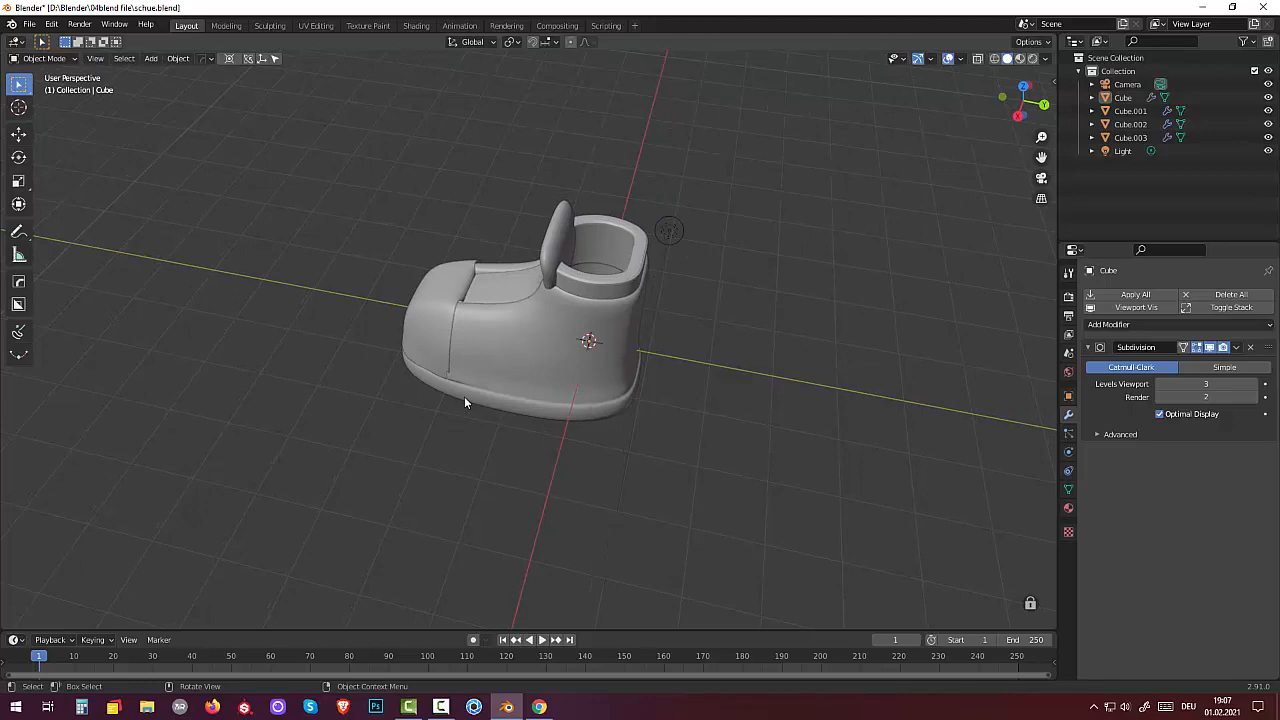 Blender* [D:\Blender\04blend file\schue.blend]
File Edit Render Window Help
Layout Modeling Sculpting UV Editing Texture Paint Shading Animation Rendering Compositing Scripting
Scene
View Layer
Global
Options
Object Mode View Select Add Object
User Perspective
(1) Collection | Cube
Z
Y
X
Scene Collection
Collection
Camera
Cube
Cube.001
Cube.002
Cube.003
Light
Cube
Apply All
Delete All
Viewport Vis
Toggle Stack
Add Modifier
Subdivision
Catmull-Clark
Simple
Levels Viewport 3
Render 2
Optimal Display
Advanced
Playback Keying View Marker
1
Start 1
End 250
1 10 20 30 40 50 60 70 80 90 100 110 120 130 140 150 160 170 180 190 200 210 220 230 240 250
Select
Box Select
Rotate View
Object Context Menu
2.91.0
Ps
DEU
19:07
01.02.2021